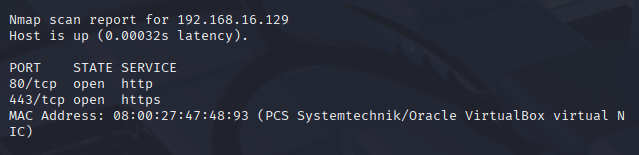 Nmap scan report for 192.168.16.129
Host is up (0.00032s latency).
PORT    STATE SERVICE
80/tcp  open  http
443/tcp open  https
MAC Address: 08:00:27:47:48:93 (PCS Systemtechnik/Oracle VirtualBox virtual N
IC)